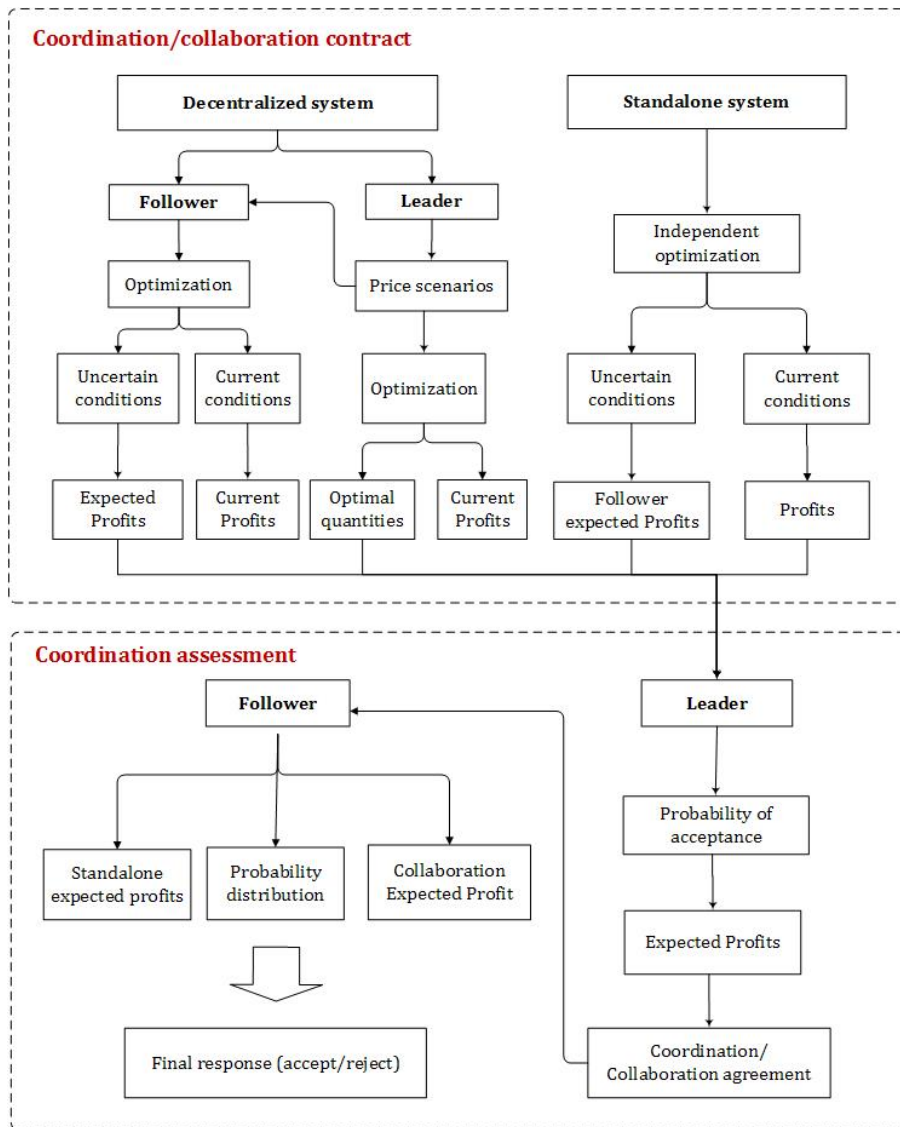 Coordination/collaboration contract
Decentralized system
Standalone system
Follower
Leader
Independent
optimization
Optimization
Price scenarios
Uncertain
conditions
Current
conditions
Optimization
Uncertain
conditions
Current
conditions
Expected
Profits
Current
Profits
Optimal
quantities
Current
Profits
Follower
expected Profits
Profits
Coordination assessment
Follower
Leader
Probability of
acceptance
Standalone
expected profits
Probability
distribution
Collaboration
Expected Profit
Expected Profits
Final response (accept/reject)
Coordination/
Collaboration agreement